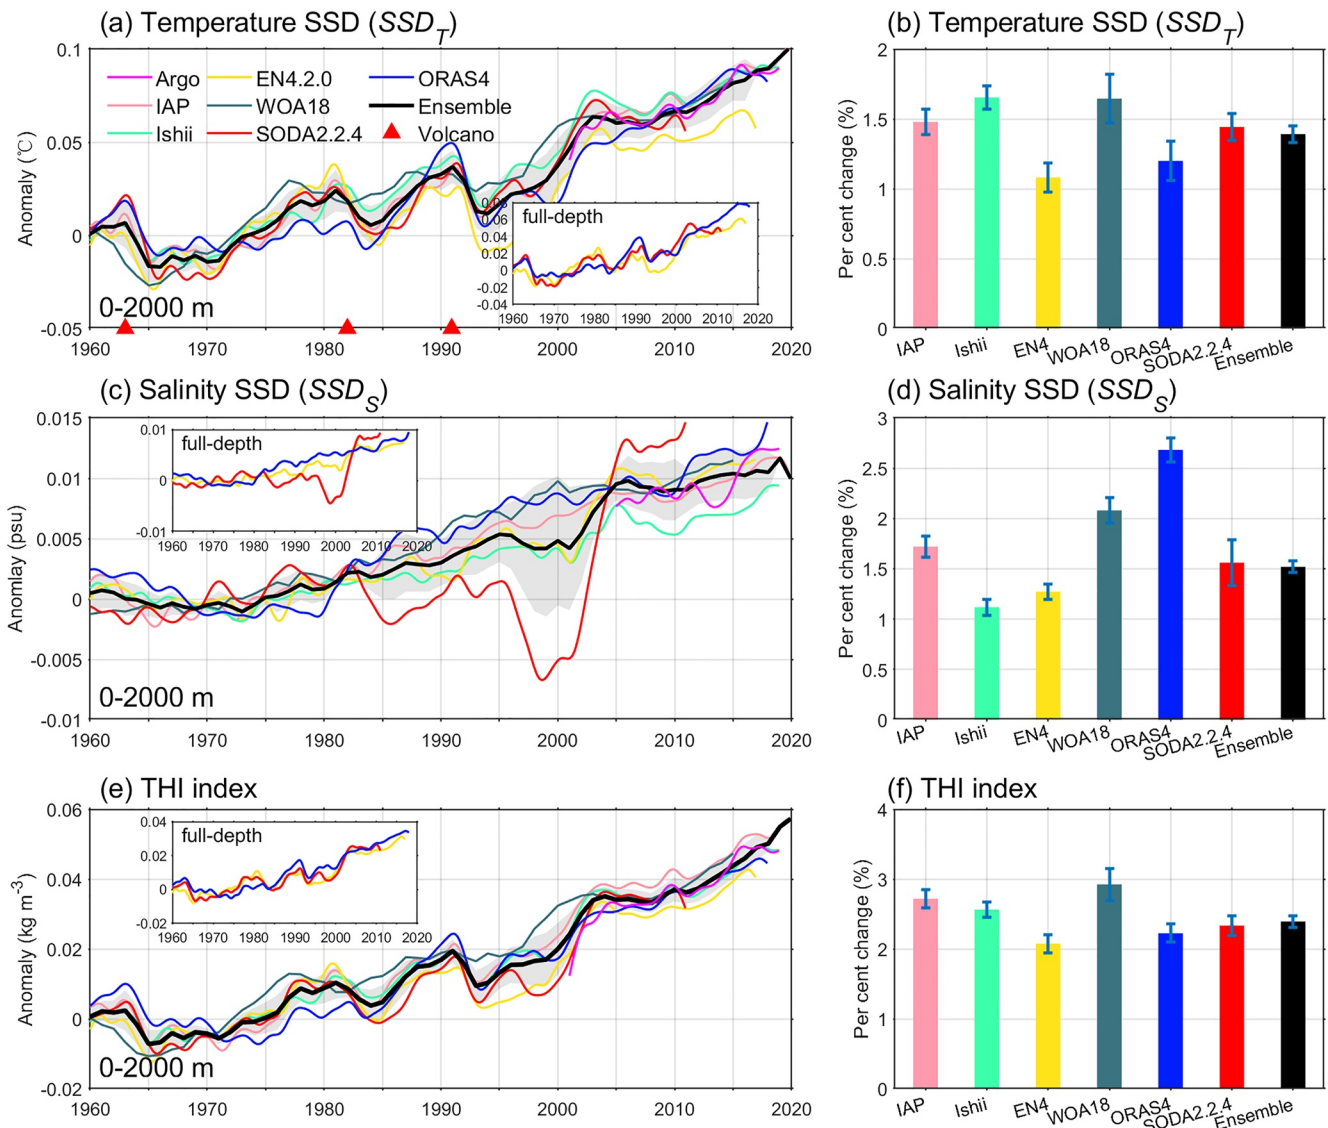 (a) Temperature SSD (SSD_T)
0.1
0.05
0
-0.05
Anomaly (℃)
Argo
EN4.2.0
ORAS4
IAP
WOA18
Ensemble
Ishii
SODA2.2.4
Volcano
full-depth
0.08
0.06
0.04
0.02
0
-0.02
-0.04
1960 1970 1980 1990 2000 2010 2020
0-2000 m
1960 1970 1980 1990 2000 2010 2020
(b) Temperature SSD (SSD_T)
2
1.5
1
0.5
0
Per cent change (%)
IAP Ishii EN4 WOA18 ORAS4 SODA2.2.4 Ensemble
(c) Salinity SSD (SSD_S)
0.015
0.010
0.005
0
-0.005
-0.01
Anomlay (psu)
full-depth
0.01
0
-0.01
1960 1970 1980 1990 2000 2010 2020
0-2000 m
1960 1970 1980 1990 2000 2010 2020
(d) Salinity SSD (SSD_S)
3
2.5
2
1.5
1
0.5
0
Per cent change (%)
IAP Ishii EN4 WOA18 ORAS4 SODA2.2.4 Ensemble
(e) THI index
0.06
0.04
0.02
0
-0.02
Anomaly (kg m⁻³)
full-depth
0.04
0.02
0
-0.02
1960 1970 1980 1990 2000 2010 2020
0-2000 m
1960 1970 1980 1990 2000 2010 2020
(f) THI index
4
3
2
1
0
Per cent change (%)
IAP Ishii EN4 WOA18 ORAS4 SODA2.2.4 Ensemble